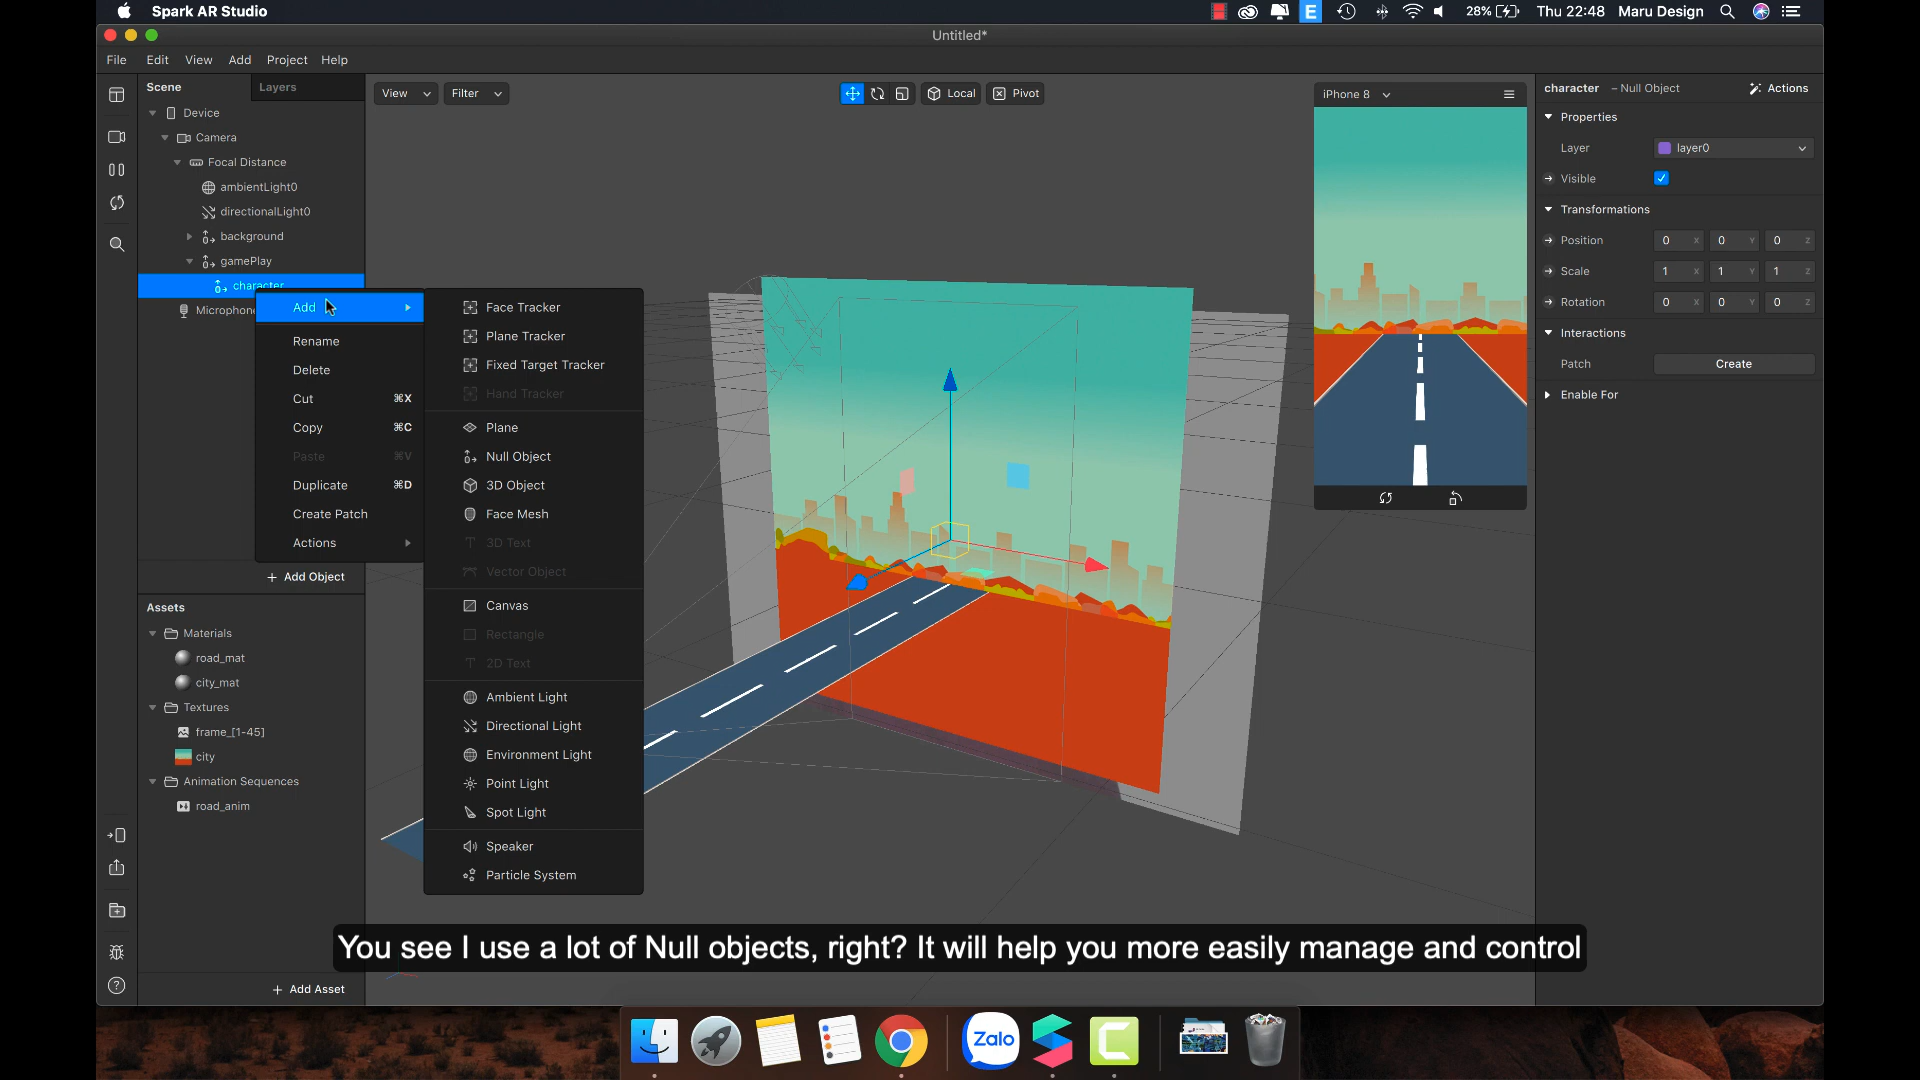 Spark AR Studio
E
28%
Thu 22:48
Maru Design
Untitled*
File
Edit
View
Add
Project
Help
Scene
Layers
Device
Camera
Focal Distance
ambientLight0
directionalLight0
background
gamePlay
character
Microphone
Add
Rename
Delete
Cut ⌘X
Copy ⌘C
Paste ⌘V
Duplicate ⌘D
Create Patch
Actions
Face Tracker
Plane Tracker
Fixed Target Tracker
Hand Tracker
Plane
Null Object
3D Object
Face Mesh
3D Text
Vector Object
Canvas
Rectangle
2D Text
Ambient Light
Directional Light
Environment Light
Point Light
Spot Light
Speaker
Particle System
+ Add Object
Assets
Materials
road_mat
city_mat
Textures
frame_[1-45]
city
Animation Sequences
road_anim
+ Add Asset
View
Filter
Local
Pivot
iPhone 8
character – Null Object
Actions
Properties
Layer
layer0
Visible
Transformations
Position 0 X 0 Y 0 Z
Scale 1 X 1 Y 1 Z
Rotation 0 X 0 Y 0 Z
Interactions
Patch
Create
Enable For
You see I use a lot of Null objects, right? It will help you more easily manage and control
Zalo